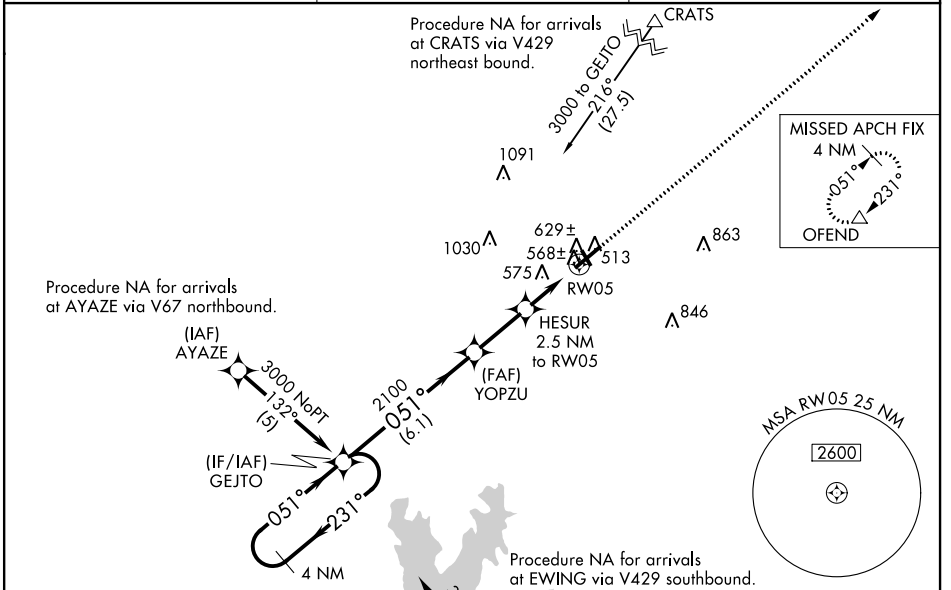 Procedure NA for arrivals
at CRATS via V429
northeast bound.
CRATS
3000 to GEJTO
216°
(27.5)
MISSED APCH FIX
4 NM
051°
231°
OFEND
1091
1030
629±
568±
575
513
863
846
RW05
HESUR
2.5 NM
to RW05
Procedure NA for arrivals
at AYAZE via V67 northbound.
(IAF)
AYAZE
3000 NoPT
132°
(5)
(FAF)
YOPZU
2100
051°
(6.1)
(IF/IAF)
GEJTO
051°
231°
4 NM
MSA RW05 25 NM
2600
Procedure NA for arrivals
at EWING via V429 southbound.